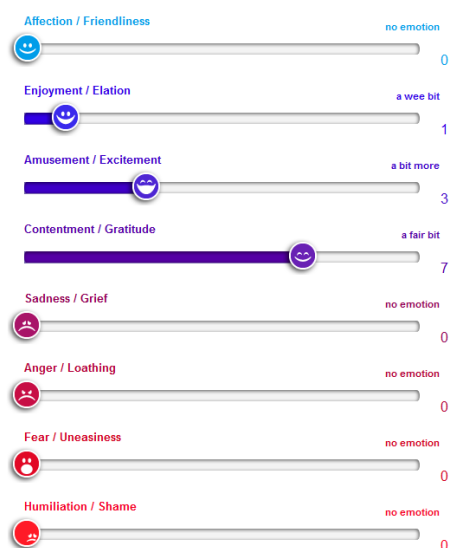 Affection / Friendliness
no emotion
0
Enjoyment / Elation
a wee bit
1
Amusement / Excitement
a bit more
3
Contentment / Gratitude
a fair bit
7
Sadness / Grief
no emotion
0
Anger / Loathing
no emotion
0
Fear / Uneasiness
no emotion
0
Humiliation / Shame
no emotion
0